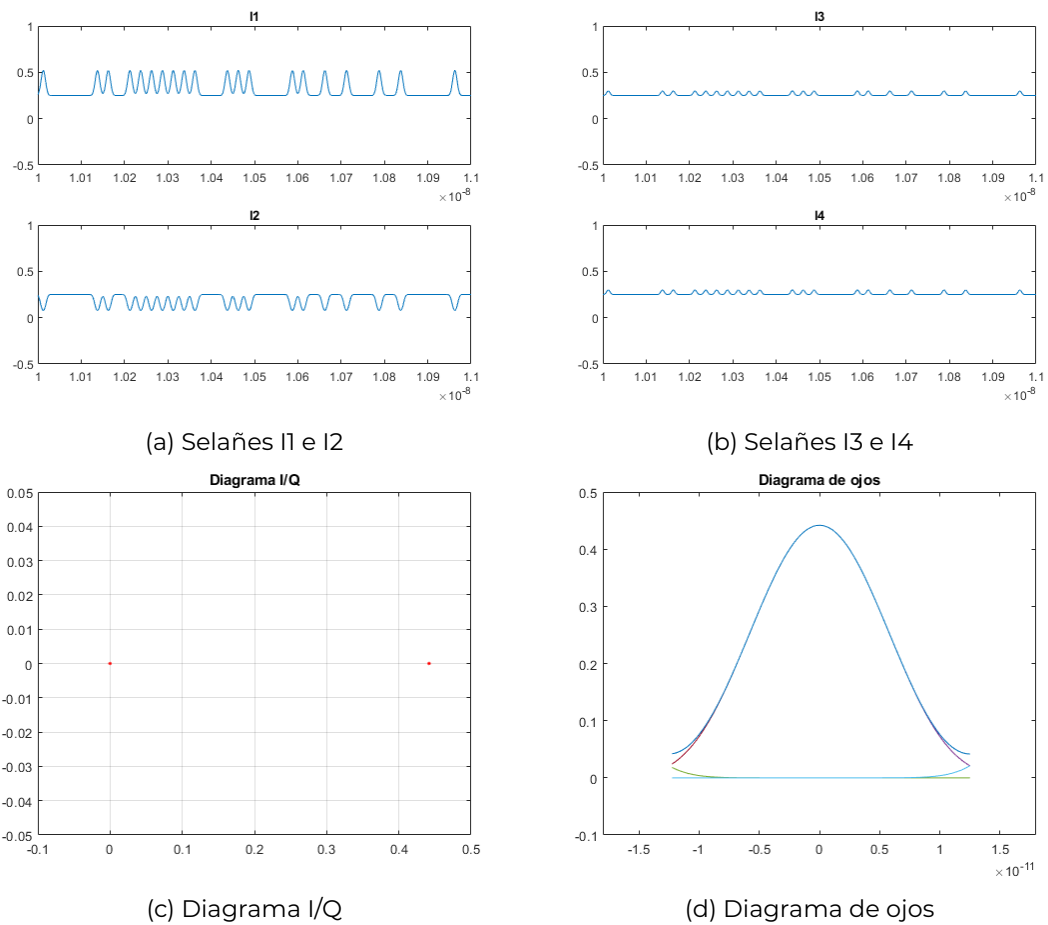 I1
1
0.5
0
-0.5
1 1.01 1.02 1.03 1.04 1.05 1.06 1.07 1.08 1.09 1.1
×10^-8
I2
1
0.5
0
-0.5
1 1.01 1.02 1.03 1.04 1.05 1.06 1.07 1.08 1.09 1.1
×10^-8
(a) Selañes I1 e I2
I3
1
0.5
0
-0.5
1 1.01 1.02 1.03 1.04 1.05 1.06 1.07 1.08 1.09 1.1
×10^-8
I4
1
0.5
0
-0.5
1 1.01 1.02 1.03 1.04 1.05 1.06 1.07 1.08 1.09 1.1
×10^-8
(b) Selañes I3 e I4
Diagrama I/Q
0.05
0.04
0.03
0.02
0.01
0
-0.01
-0.02
-0.03
-0.04
-0.05
-0.1 0 0.1 0.2 0.3 0.4 0.5
(c) Diagrama I/Q
Diagrama de ojos
0.5
0.4
0.3
0.2
0.1
0
-0.1
-1.5 -1 -0.5 0 0.5 1 1.5
×10^-11
(d) Diagrama de ojos